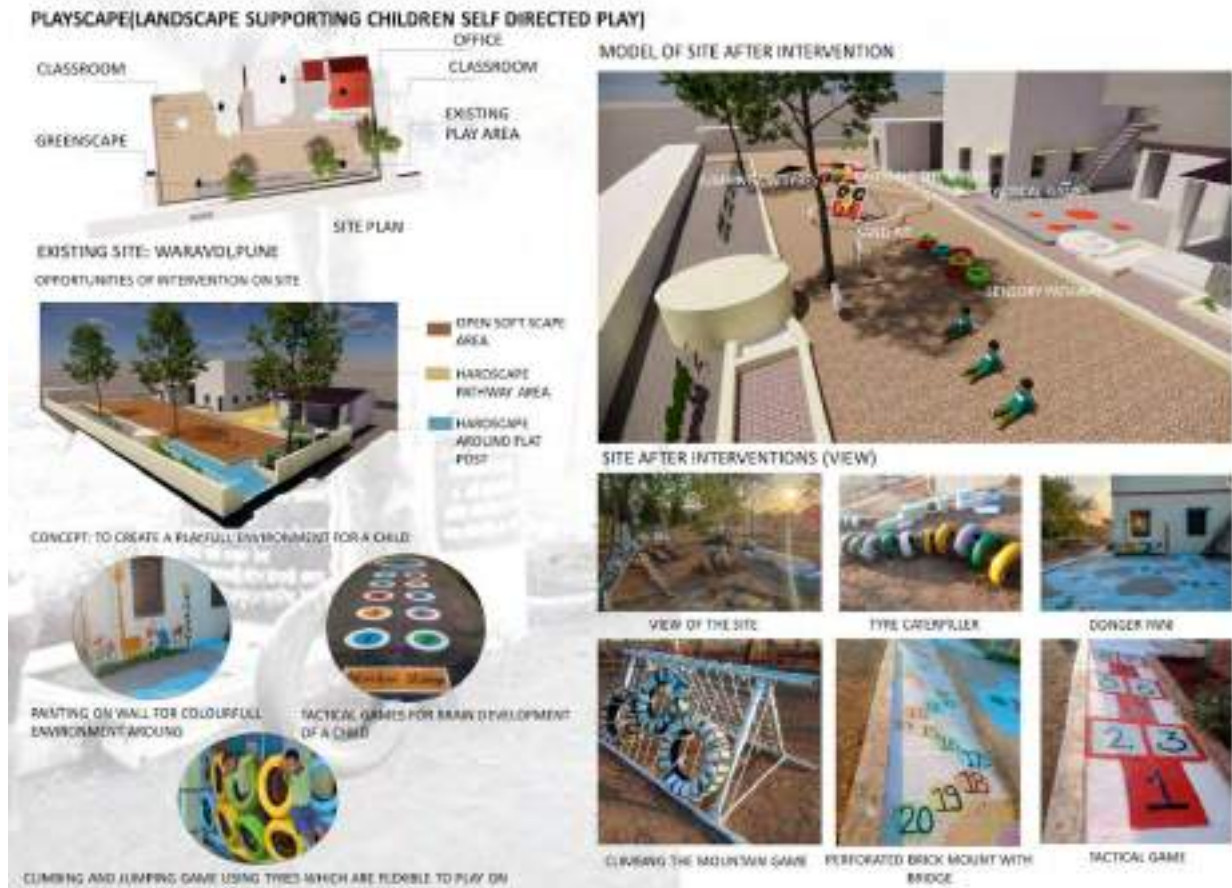 PLAYSCAPE(LANDSCAPE SUPPORTING CHILDREN SELF DIRECTED PLAY)
OFFICE
CLASSROOM
CLASSROOM
EXISTING
PLAY AREA
GREENSCAPE
SITE PLAN
EXISTING SITE: WARAVDI,PUNE
OPPORTUNITIES OF INTERVENTION ON SITE
OPEN SOFT SCAPE
AREA
HARDSCAPE
PATHWAY AREA
HARDSCAPE
AROUND FLAT
POST
CONCEPT: TO CREATE A PLAYFULL ENVIRONMENT FOR A CHILD
PAINTING ON WALL FOR COLOURFULL
ENVIRONMENT AROUND
TACTICAL GAMES FOR BRAIN DEVELOPMENT
OF A CHILD
CLIMBING AND JUMPING GAME USING TYRES WHICH ARE FLEXIBLE TO PLAY ON
MODEL OF SITE AFTER INTERVENTION
SAND PIT
SENSORY PATHWAY
SITE AFTER INTERVENTIONS (VIEW)
VIEW OF THE SITE
TYRE CATERPILLER
DONGER PANI
20 19 18
2 3
1
CLIMBING THE MOUNTAIN GAME
PERFORATED BRICK MOUNT WITH
BRIDGE
TACTICAL GAME